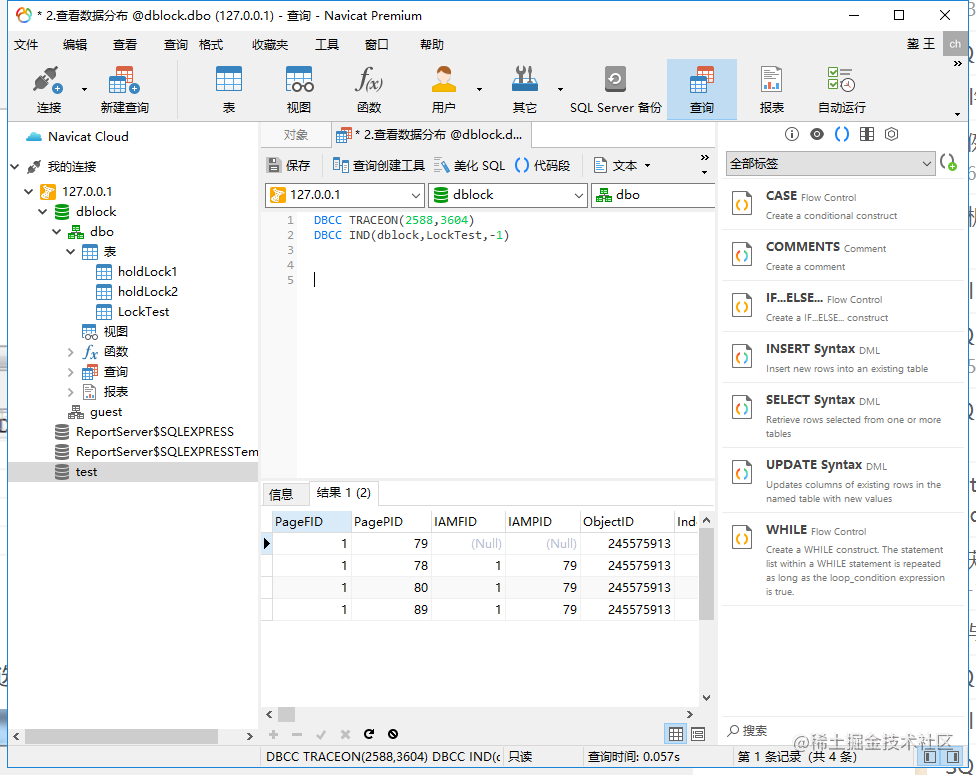 * 2.查看数据分布 @dblock.dbo (127.0.0.1) - 查询 - Navicat Premium
文件 编辑 查看 查询 格式 收藏夹 工具 窗口 帮助
王 ch
连接 新建查询 表 视图 函数 用户 其它 SQL Server 备份 查询 报表 自动运行
Navicat Cloud
我的连接
127.0.0.1
dblock
dbo
表
holdLock1
holdLock2
LockTest
视图
函数
查询
报表
guest
ReportServer$SQLEXPRESS
ReportServer$SQLEXPRESSTem
test
对象 * 2.查看数据分布 @dblock.d...
保存 查询创建工具 美化 SQL () 代码段 文本
127.0.0.1 dblock dbo
1 DBCC TRACEON(2588,3604)
2 DBCC IND(dblock,LockTest,-1)
3
4
5
信息 结果 1 (2)
PageFID PagePID IAMFID IAMPID ObjectID Ind
1 79 (Null) (Null) 245575913
1 78 1 79 245575913
1 80 1 79 245575913
1 89 1 79 245575913
DBCC TRACEON(2588,3604) DBCC IND(c 只读 查询时间: 0.057s 第 1 条记录 (共 4 条)
全部标签
CASE Flow Control
Create a conditional construct
COMMENTS Comment
Create a comment
IF...ELSE... Flow Control
Create a IF...ELSE... construct
INSERT Syntax DML
Insert new rows into an existing table
SELECT Syntax DML
Retrieve rows selected from one or more
tables
UPDATE Syntax DML
Updates columns of existing rows in the
named table with new values
WHILE Flow Control
Create a WHILE construct. The statement
list within a WHILE statement is repeated
as long as the loop_condition expression
is true.
搜索
@稀土掘金技术社区